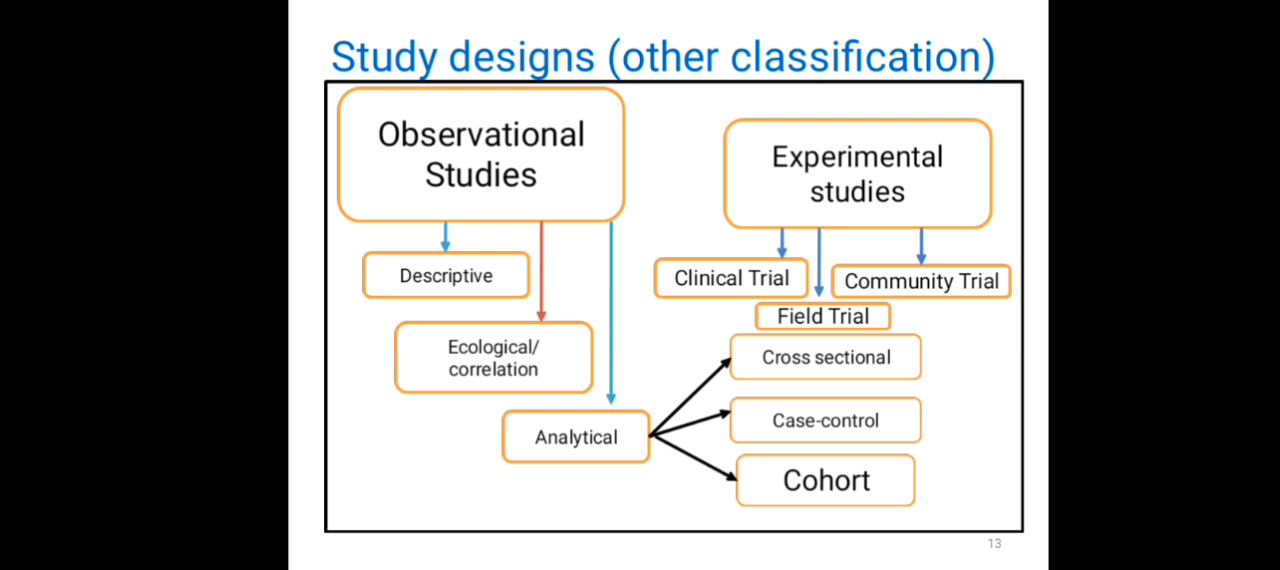 Study designs (other classification)
Observational
Studies
Experimental
studies
Descriptive
Clinical Trial
Community Trial
Field Trial
Ecological/
correlation
Cross sectional
Case-control
Analytical
Cohort
13